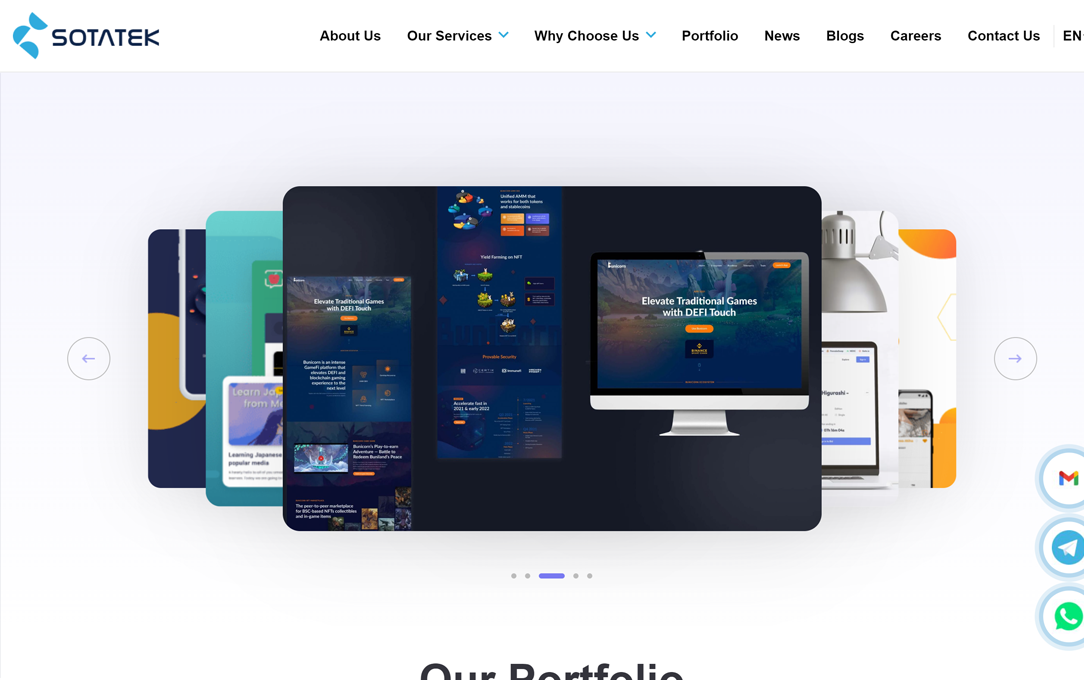 SOTATEK
About Us
Our Services
Why Choose Us
Portfolio
News
Blogs
Careers
Contact Us
EN
Learning Japanese
popular media
Bunicorn
Elevate Traditional Games
with DEFI Touch
Bunicorn is an intense
GameFi platform that
elevates DEFI and
blockchain gaming
experience to the
next level
Bunicorn's Play-to-earn
Adventure — Battle to
Redeem Buniland's Peace
The peer-to-peer marketplace
for BSC-based NFTs collectibles
and in-game items
Unified AMM that
works for both tokens
and stablecoins
Yield Farming on NFT
Provable Security
Accelerate fast in
2021 & early 2022
Bunicorn
Elevate Traditional Games
with DEFI Touch
BINANCE
Higurashi -
Our Portfolio